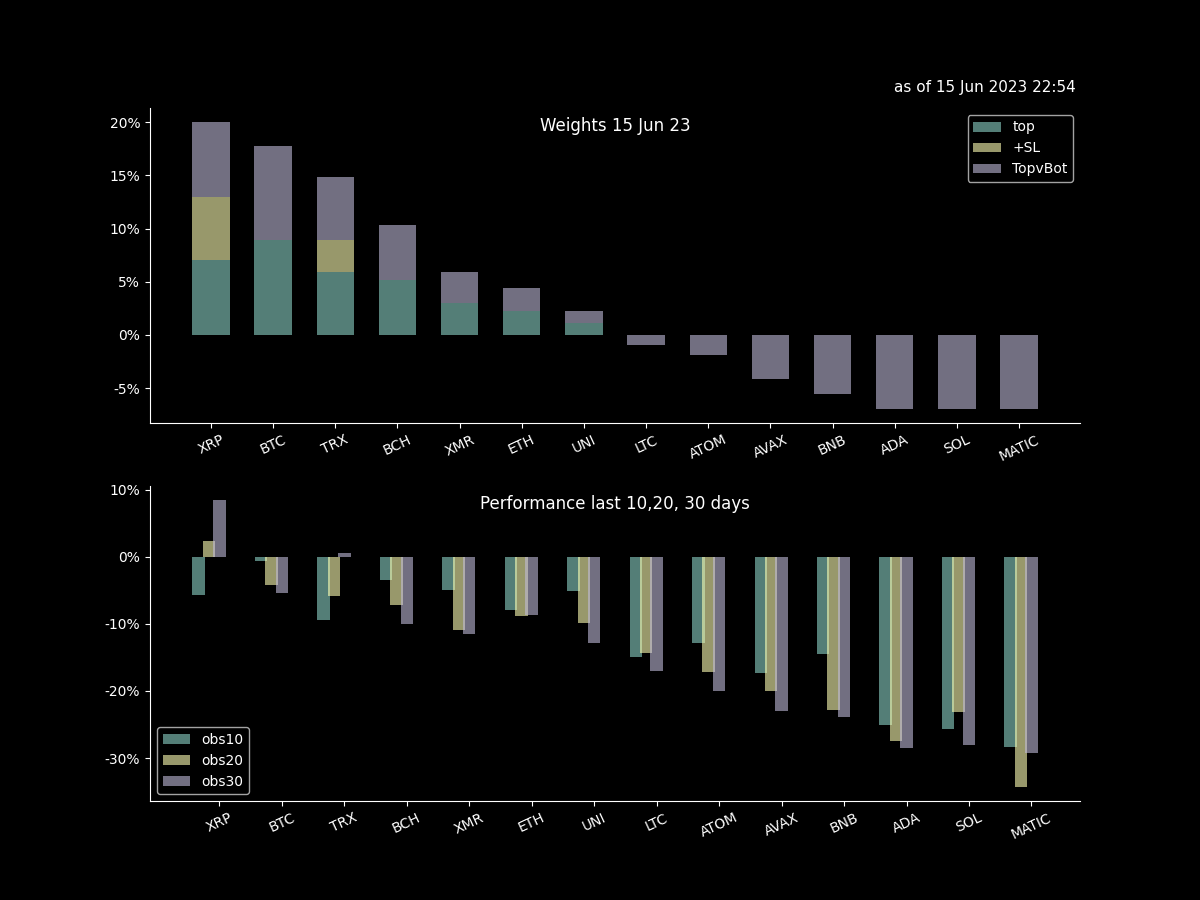 as of 15 Jun 2023 22:54
Weights 15 Jun 23
top
+SL
TopvBot
20%
15%
10%
5%
0%
-5%
XRP BTC TRX BCH XMR ETH UNI LTC ATOM AVAX BNB ADA SOL MATIC
Performance last 10,20, 30 days
10%
0%
-10%
-20%
-30%
obs10
obs20
obs30
XRP BTC TRX BCH XMR ETH UNI LTC ATOM AVAX BNB ADA SOL MATIC